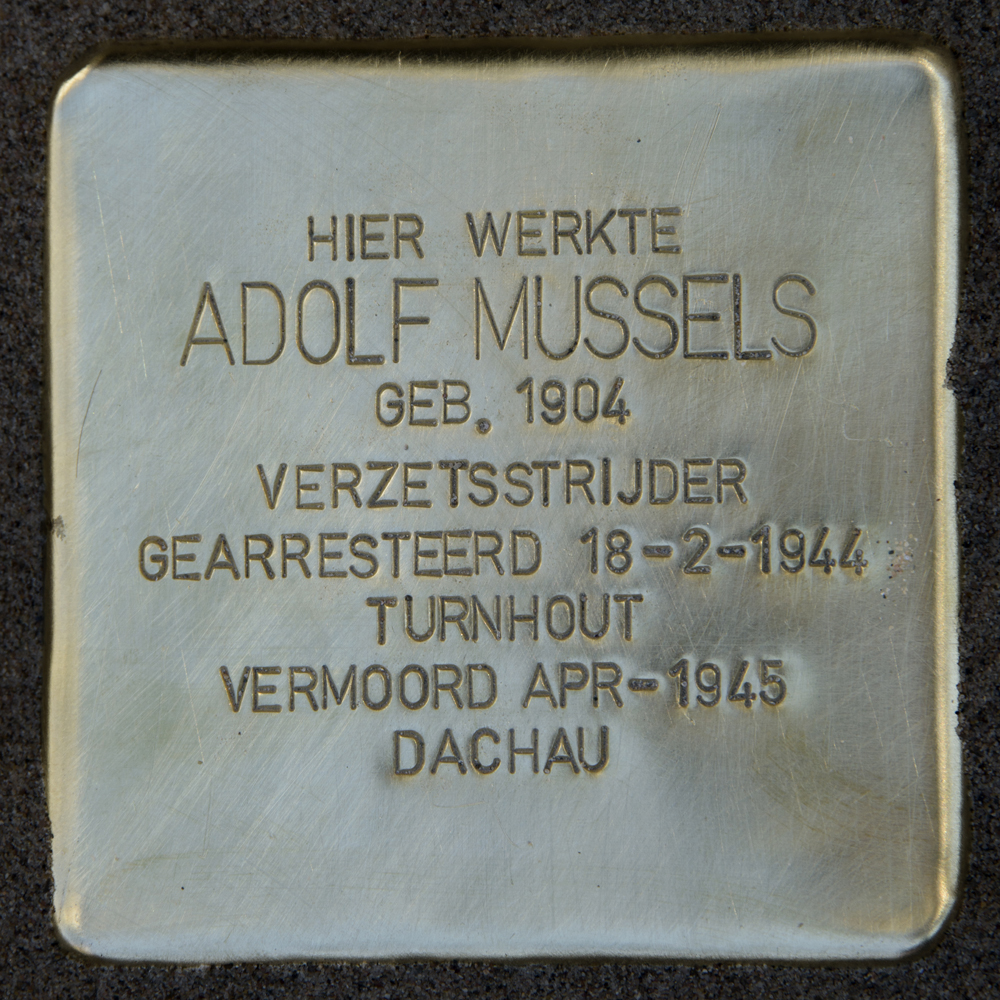 HIER WERKTE
ADOLF MUSSELS
GEB. 1904
VERZETSSTRIJDER
GEARRESTEERD 18-2-1944
TURNHOUT
VERMOORD APR-1945
DACHAU